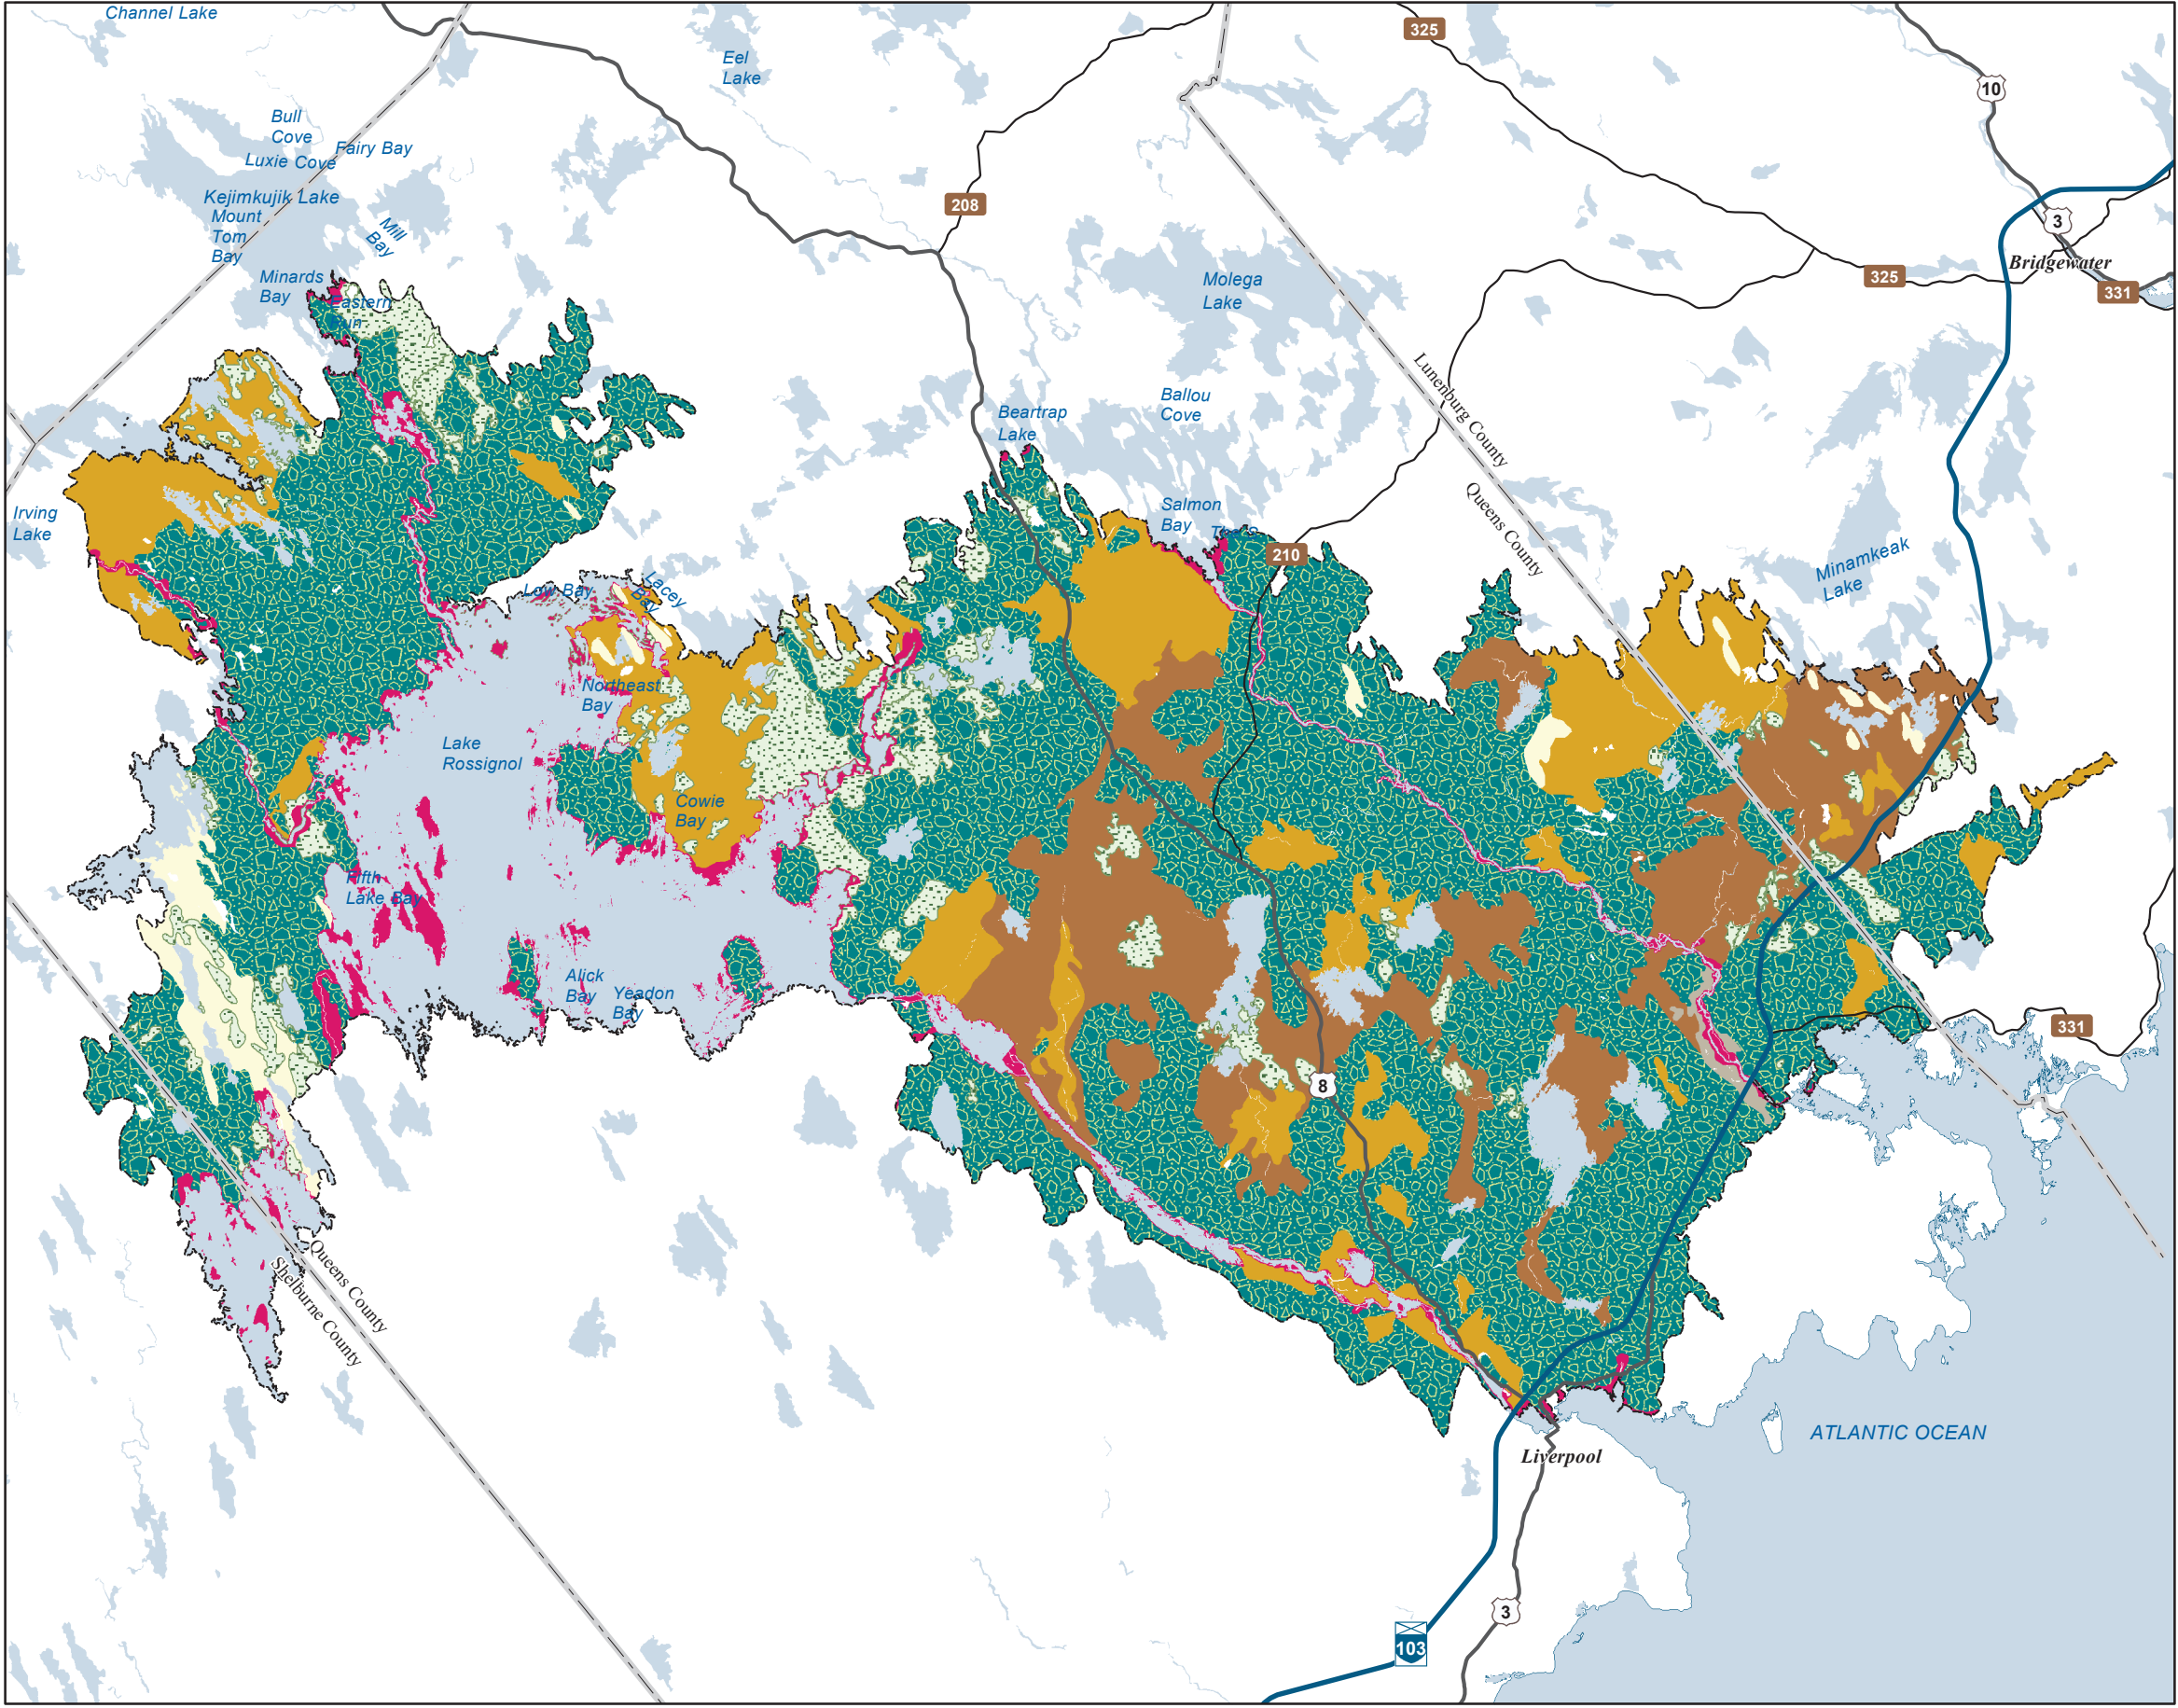 Channel Lake
325
Eel
Lake
10
Bull
Cove
Fairy Bay
Luxie Cove
Kejimkujik Lake
208
Mount
Tom
Bay
Mill
Bay
3
Bridgewater
Minards
Bay
Molega
Lake
325
331
Eastern
Run
Lunenburg County
Queens County
Ballou
Cove
Beartrap
Lake
Irving
Lake
Salmon
Bay
210
Minamkeak
Lake
Low Bay
Lacey
Bay
Northeast
Bay
Lake
Rossignol
Cowie
Bay
Fifth
Lake Bay
Alick
Bay
Yeadon
Bay
331
8
Queens County
Shelburne County
ATLANTIC OCEAN
Liverpool
3
103